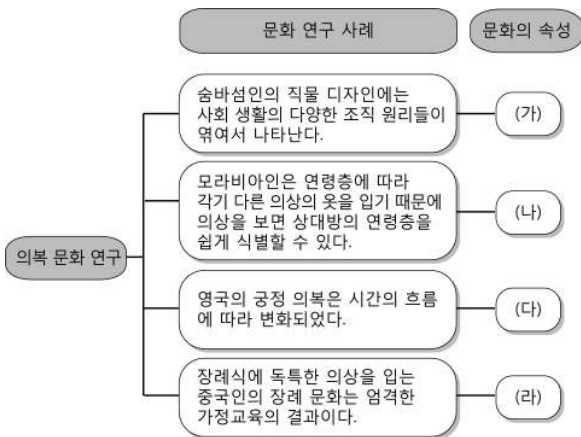 문화 연구 사례
문화의 속성
숨바섬인의 직물 디자인에는
사회 생활의 다양한 조직 원리들이
엮여서 나타난다.
(가)
모라비아인은 연령층에 따라
각기 다른 의상의 옷을 입기 때문에
의상을 보면 상대방의 연령층을
쉽게 식별할 수 있다.
(나)
의복 문화 연구
영국의 궁정 의복은 시간의 흐름
에 따라 변화되었다.
(다)
장례식에 독특한 의상을 입는
중국인의 장례 문화는 엄격한
가정교육의 결과이다.
(라)